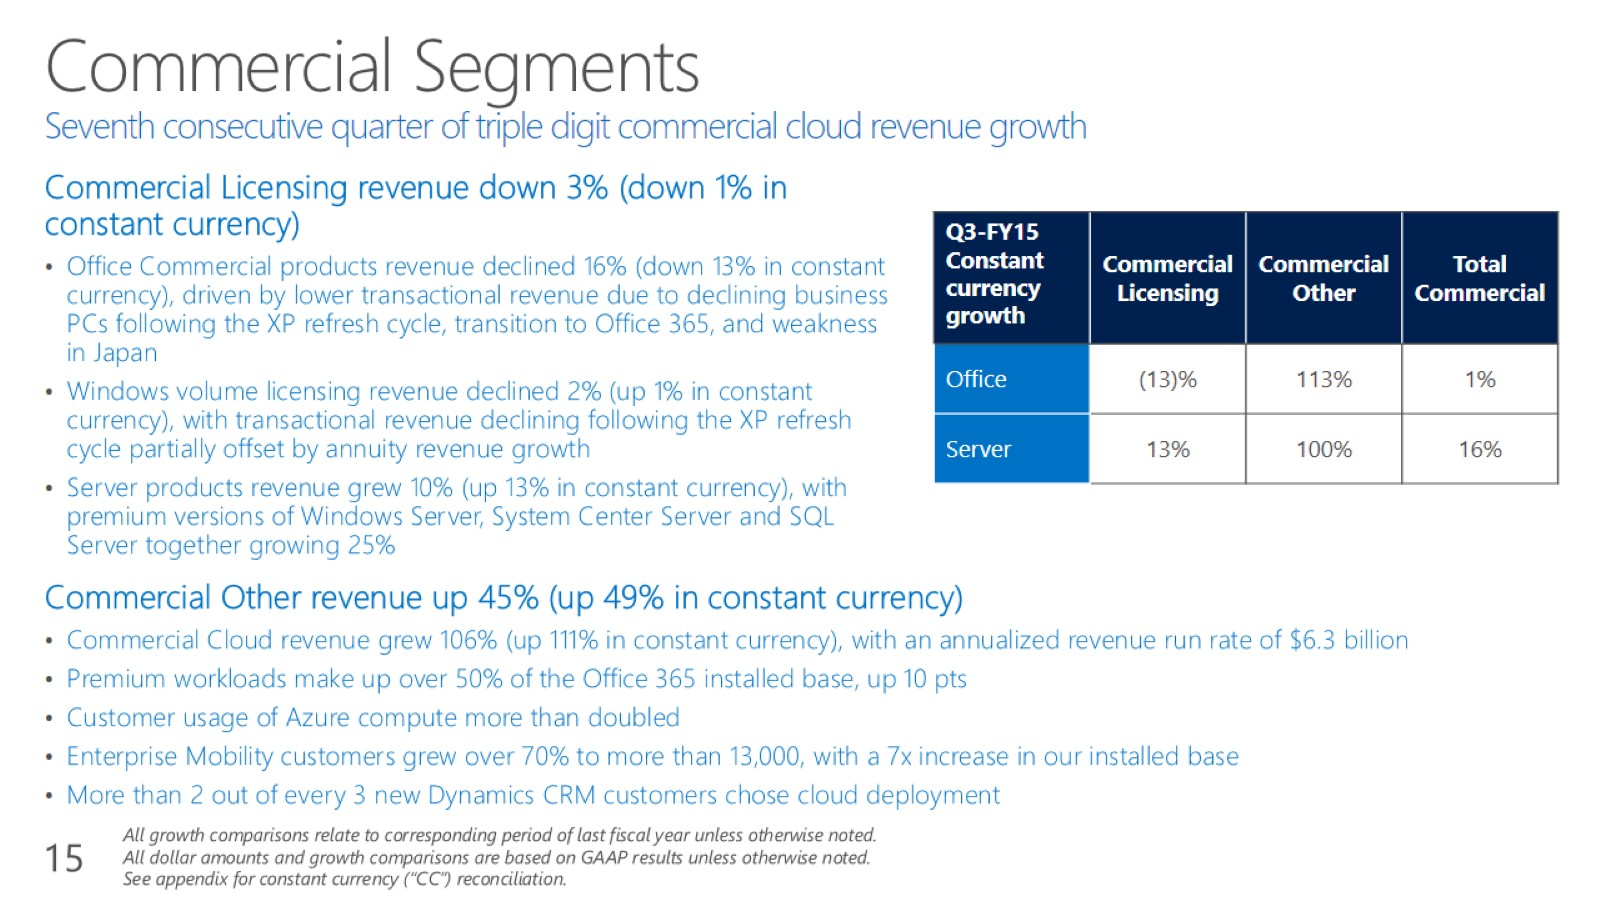 Commercial Segments
Seventh consecutive quarter of triple digit commercial cloud revenue growth
Commercial Licensing revenue down 3% (down 1% in
constant currency)
• Office Commercial products revenue declined 16% (down 13% in constant
currency), driven by lower transactional revenue due to declining business
PCs following the XP refresh cycle, transition to Office 365, and weakness
in Japan
• Windows volume licensing revenue declined 2% (up 1% in constant
currency), with transactional revenue declining following the XP refresh
cycle partially offset by annuity revenue growth
• Server products revenue grew 10% (up 13% in constant currency), with
premium versions of Windows Server, System Center Server and SQL
Server together growing 25%
Q3-FY15
Constant
currency
growth
Commercial
Licensing
Commercial
Other
Total
Commercial
Office (13)% 113% 1%
Server 13% 100% 16%
Commercial Other revenue up 45% (up 49% in constant currency)
• Commercial Cloud revenue grew 106% (up 111% in constant currency), with an annualized revenue run rate of $6.3 billion
• Premium workloads make up over 50% of the Office 365 installed base, up 10 pts
• Customer usage of Azure compute more than doubled
• Enterprise Mobility customers grew over 70% to more than 13,000, with a 7x increase in our installed base
• More than 2 out of every 3 new Dynamics CRM customers chose cloud deployment
15
All growth comparisons relate to corresponding period of last fiscal year unless otherwise noted.
All dollar amounts and growth comparisons are based on GAAP results unless otherwise noted.
See appendix for constant currency ("CC") reconciliation.